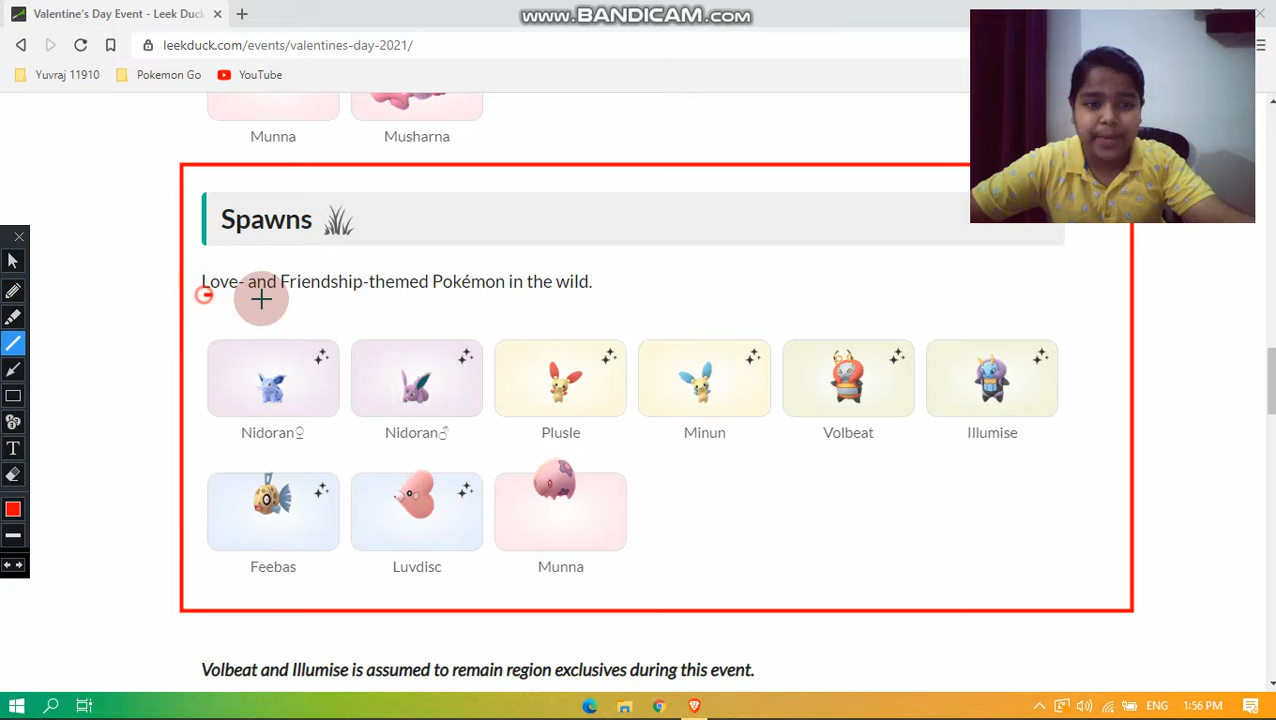 Valentine's Day Event - Leek Duck
www.BANDICAM.com
leekduck.com/events/valentines-day-2021/
Yuvraj 11910
Pokemon Go
YouTube
Munna
Musharna
Spawns
Love- and Friendship-themed Pokémon in the wild.
Nidoran♀
Nidoran♂
Plusle
Minun
Volbeat
Illumise
Feebas
Luvdisc
Munna
Volbeat and Illumise is assumed to remain region exclusives during this event.
T
ENG
1:56 PM